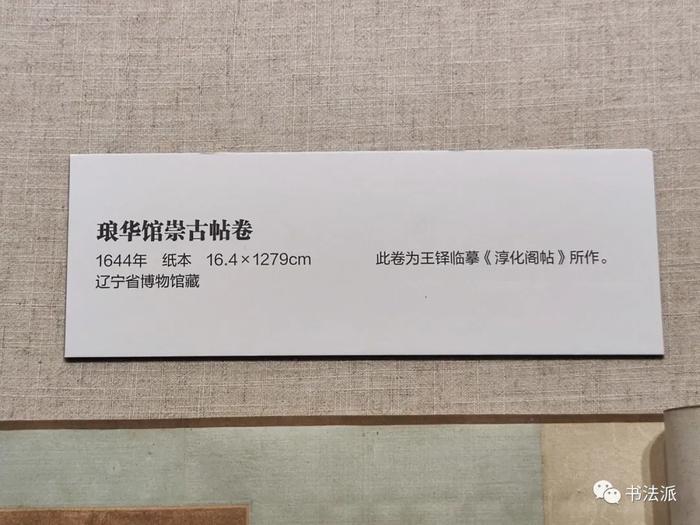 琅华馆崇古帖卷
1644年 纸本 16.4×1279cm
辽宁省博物馆藏
此卷为王铎临摹《淳化阁帖》所作。
书法派